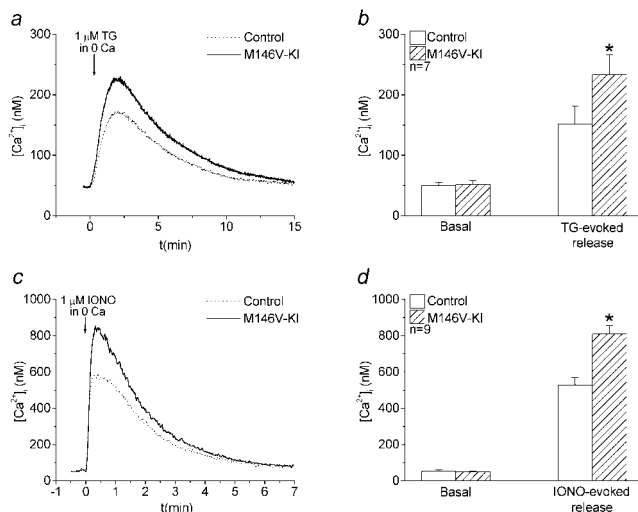 a
1 μM TG
in 0 Ca
Control
M146V-KI
[Ca²⁺]ᵢ (nM)
300
200
100
0
0
5
10
15
t(min)
b
Control
M146V-KI
n=7
*
[Ca²⁺]ᵢ (nM)
300
200
100
0
Basal
TG-evoked
release
c
1 μM IONO
in 0 Ca
Control
M146V-KI
[Ca²⁺]ᵢ (nM)
1000
800
600
400
200
0
-1
0
1
2
3
4
5
6
7
t(min)
d
Control
M146V-KI
n=9
*
[Ca²⁺]ᵢ (nM)
1000
800
600
400
200
0
Basal
IONO-evoked
release